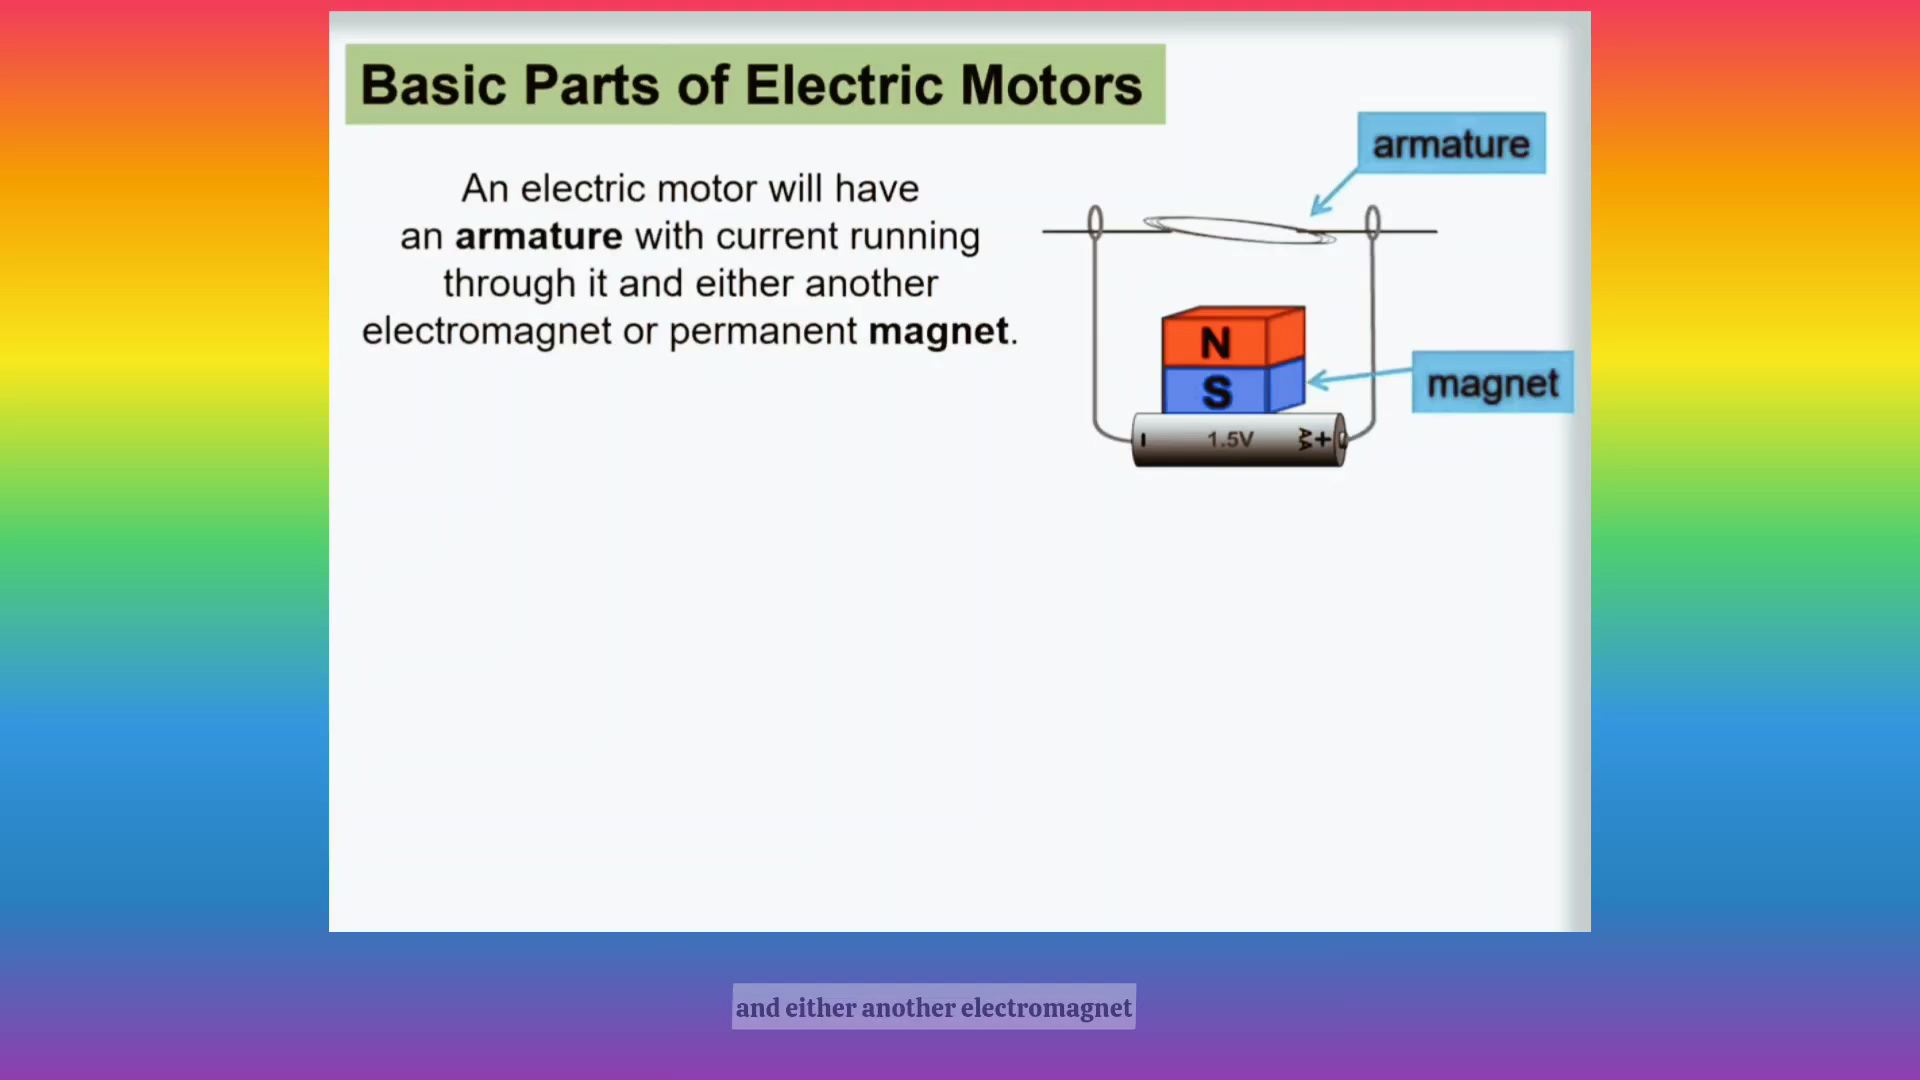 Basic Parts of Electric Motors
armature
An electric motor will have
an armature with current running
through it and either another
electromagnet or permanent magnet.
N
S
magnet
- 1.5V AA +
and either another electromagnet